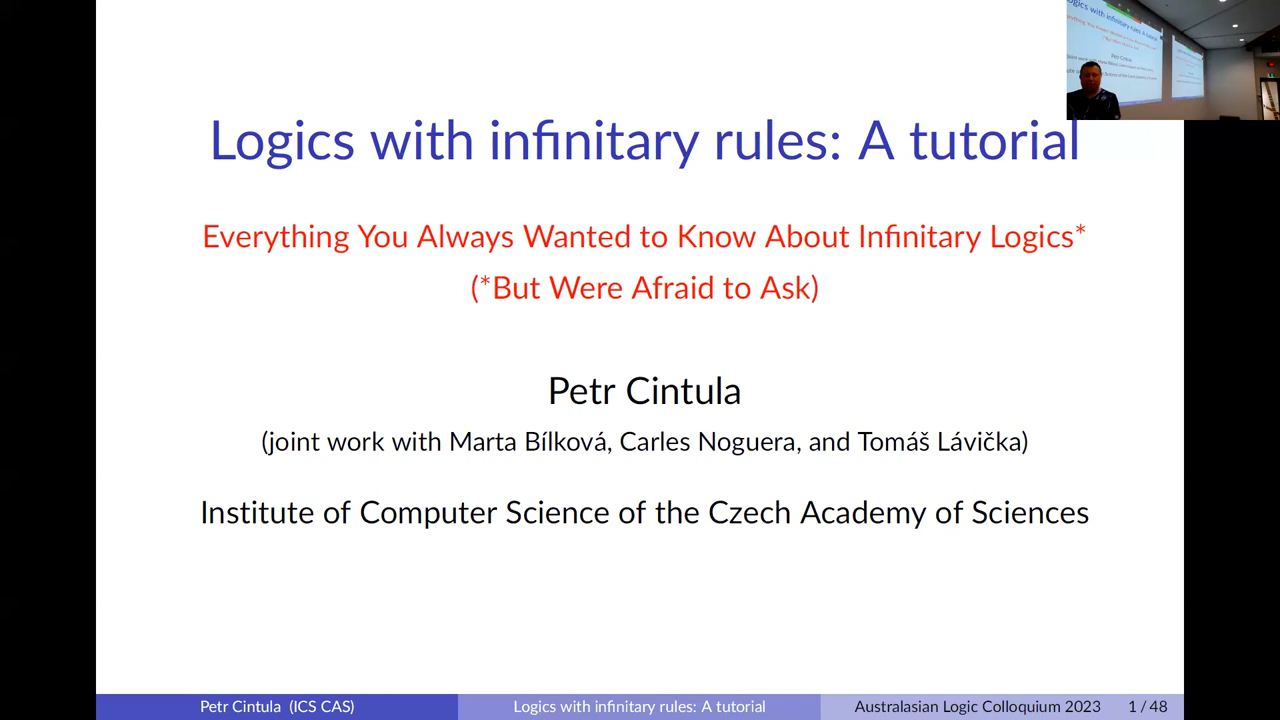 Logics with infinitary rules: A tutorial
Everything You Always Wanted to Know About Infinitary Logics*
(*But Were Afraid to Ask)
Petr Cintula
(joint work with Marta Bílková, Carles Noguera, and Tomáš Lávička)
Institute of Computer Science of the Czech Academy of Sciences
Petr Cintula (ICS CAS)
Logics with infinitary rules: A tutorial
Australasian Logic Colloquium 2023
1 / 48